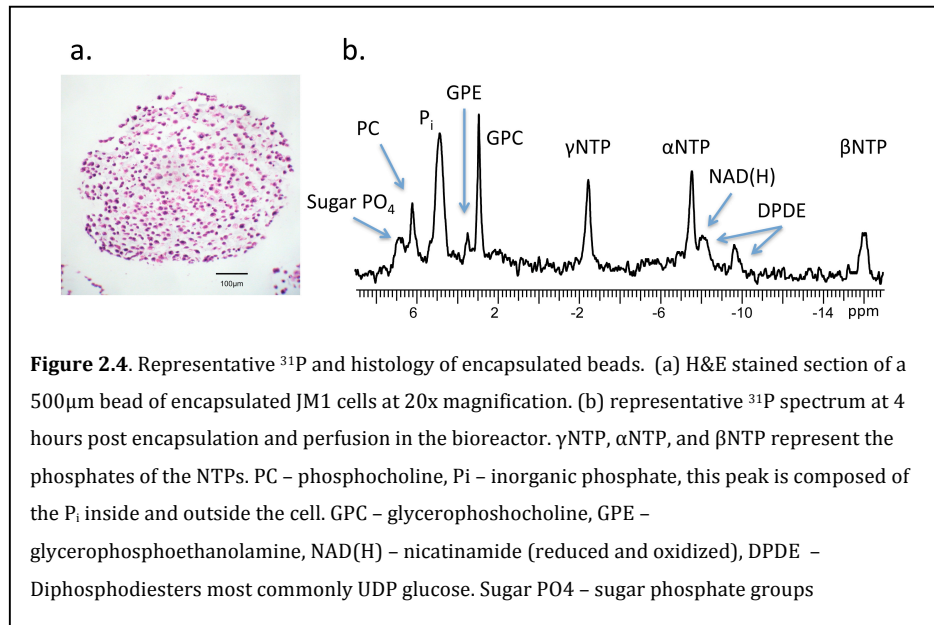 a.
b.
GPE
PC
Pi
GPC
γNTP
αNTP
βNTP
NAD(H)
DPDE
Sugar PO4
100μm
6
2
-2
-6
-10
-14
ppm
Figure 2.4. Representative ³¹P and histology of encapsulated beads. (a) H&E stained section of a
500μm bead of encapsulated JM1 cells at 20x magnification. (b) representative ³¹P spectrum at 4
hours post encapsulation and perfusion in the bioreactor. γNTP, αNTP, and βNTP represent the
phosphates of the NTPs. PC – phosphocholine, Pi – inorganic phosphate, this peak is composed of
the Pi inside and outside the cell. GPC – glycerophoshocholine, GPE –
glycerophosphoethanolamine, NAD(H) – nicatinamide (reduced and oxidized), DPDE –
Diphosphodiesters most commonly UDP glucose. Sugar PO4 – sugar phosphate groups